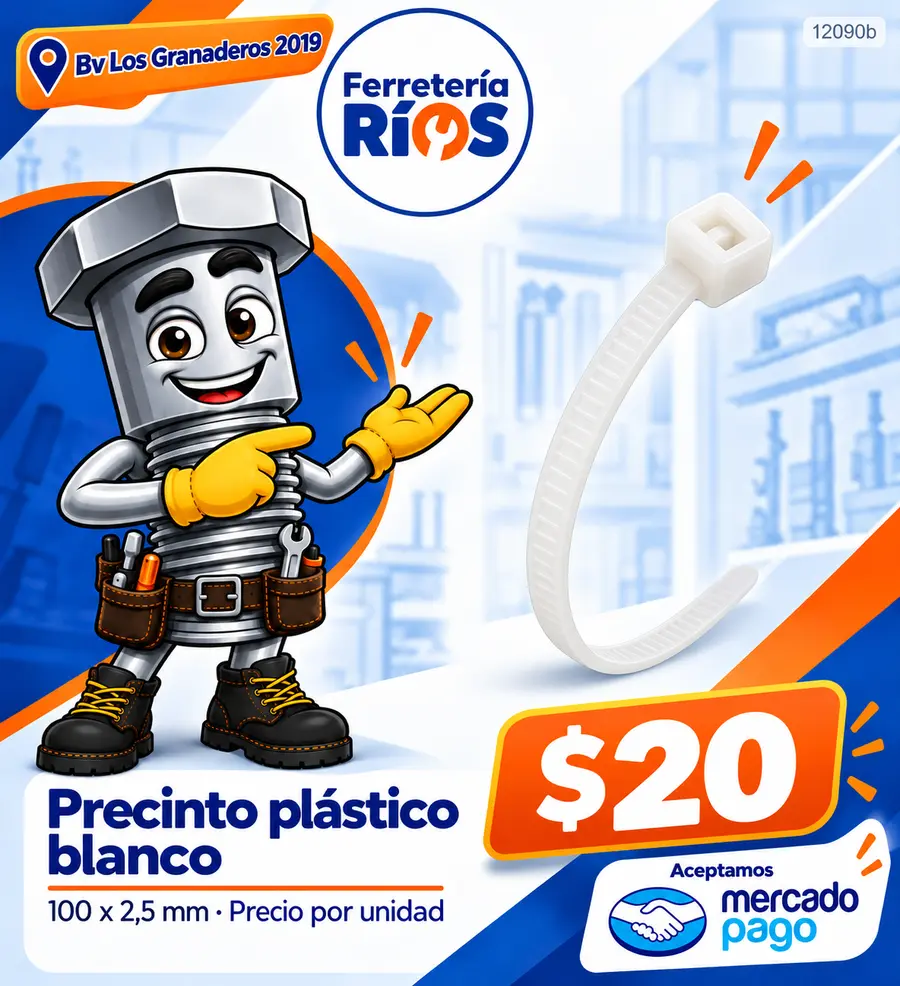 Bv Los Granaderos 2019
Ferretería
RÍOS
12090b
$20
Precinto plástico
blanco
100 x 2,5 mm · Precio por unidad
Aceptamos
mercado
pago